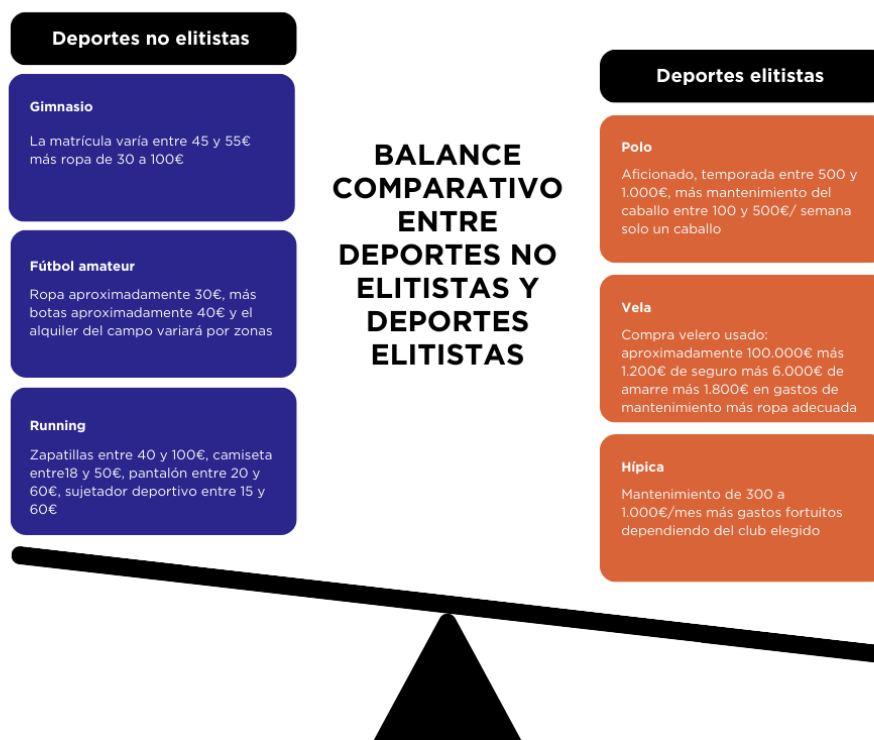 Deportes no elitistas
Gimnasio
La matrícula varía entre 45 y 55€
más ropa de 30 a 100€
Fútbol amateur
Ropa aproximadamente 30€, más
botas aproximadamente 40€ y el
alquiler del campo variará por zonas
Running
Zapatillas entre 40 y 100€, camiseta
entre18 y 50€, pantalón entre 20 y
60€, sujetador deportivo entre 15 y
60€
BALANCE
COMPARATIVO
ENTRE
DEPORTES NO
ELITISTAS Y
DEPORTES
ELITISTAS
Deportes elitistas
Polo
Aficionado, temporada entre 500 y
1.000€, más mantenimiento del
caballo entre 100 y 500€/ semana
solo un caballo
Vela
Compra velero usado:
aproximadamente 100.000€ más
1.200€ de seguro más 6.000€ de
amarre más 1.800€ en gastos de
mantenimiento más ropa adecuada
Hípica
Mantenimiento de 300 a
1.000€/mes más gastos fortuitos
dependiendo del club elegido